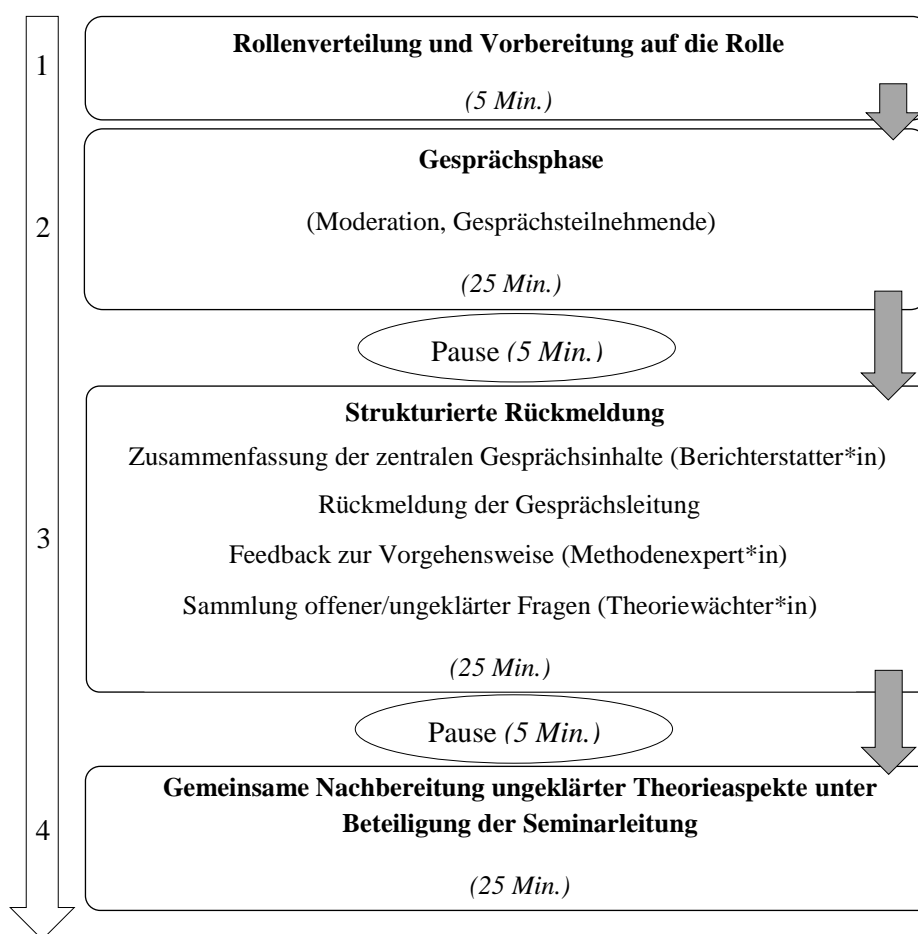 1
Rollenverteilung und Vorbereitung auf die Rolle
(5 Min.)
2
Gesprächsphase
(Moderation, Gesprächsteilnehmende)
(25 Min.)
Pause (5 Min.)
3
Strukturierte Rückmeldung
Zusammenfassung der zentralen Gesprächsinhalte (Berichterstatter*in)
Rückmeldung der Gesprächsleitung
Feedback zur Vorgehensweise (Methodenexpert*in)
Sammlung offener/ungeklärter Fragen (Theoriewächter*in)
(25 Min.)
Pause (5 Min.)
4
Gemeinsame Nachbereitung ungeklärter Theorieaspekte unter
Beteiligung der Seminarleitung
(25 Min.)